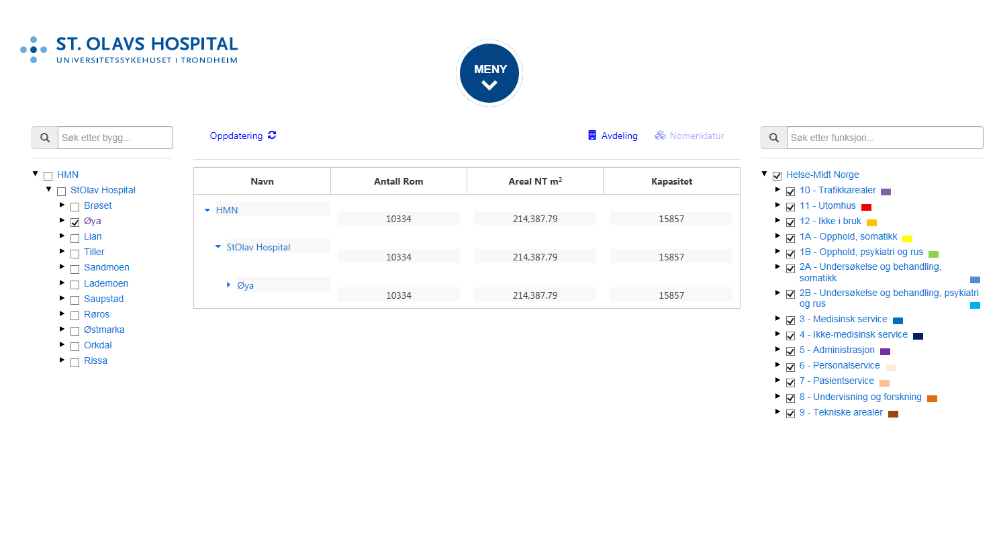 ST. OLAVS HOSPITAL
UNIVERSITETSSYKEHUSET I TRONDHEIM
MENY
Søk etter bygg...
HMN
StOlav Hospital
Brøset
Øya
Lian
Tiller
Sandmoen
Lademoen
Saupstad
Røros
Østmarka
Orkdal
Rissa
Oppdatering
Avdeling
Nomenklatur
Navn Antall Rom Areal NT m² Kapasitet
HMN 10334 214,387.79 15857
StOlav Hospital 10334 214,387.79 15857
Øya 10334 214,387.79 15857
Søk etter funksjon...
Helse-Midt Norge
10 - Trafikkarealer
11 - Utomhus
12 - Ikke i bruk
1A - Opphold, somatikk
1B - Opphold, psykiatri og rus
2A - Undersøkelse og behandling,
somatikk
2B - Undersøkelse og behandling, psykiatri
og rus
3 - Medisinsk service
4 - Ikke-medisinsk service
5 - Administrasjon
6 - Personalservice
7 - Pasientservice
8 - Undervisning og forskning
9 - Tekniske arealer